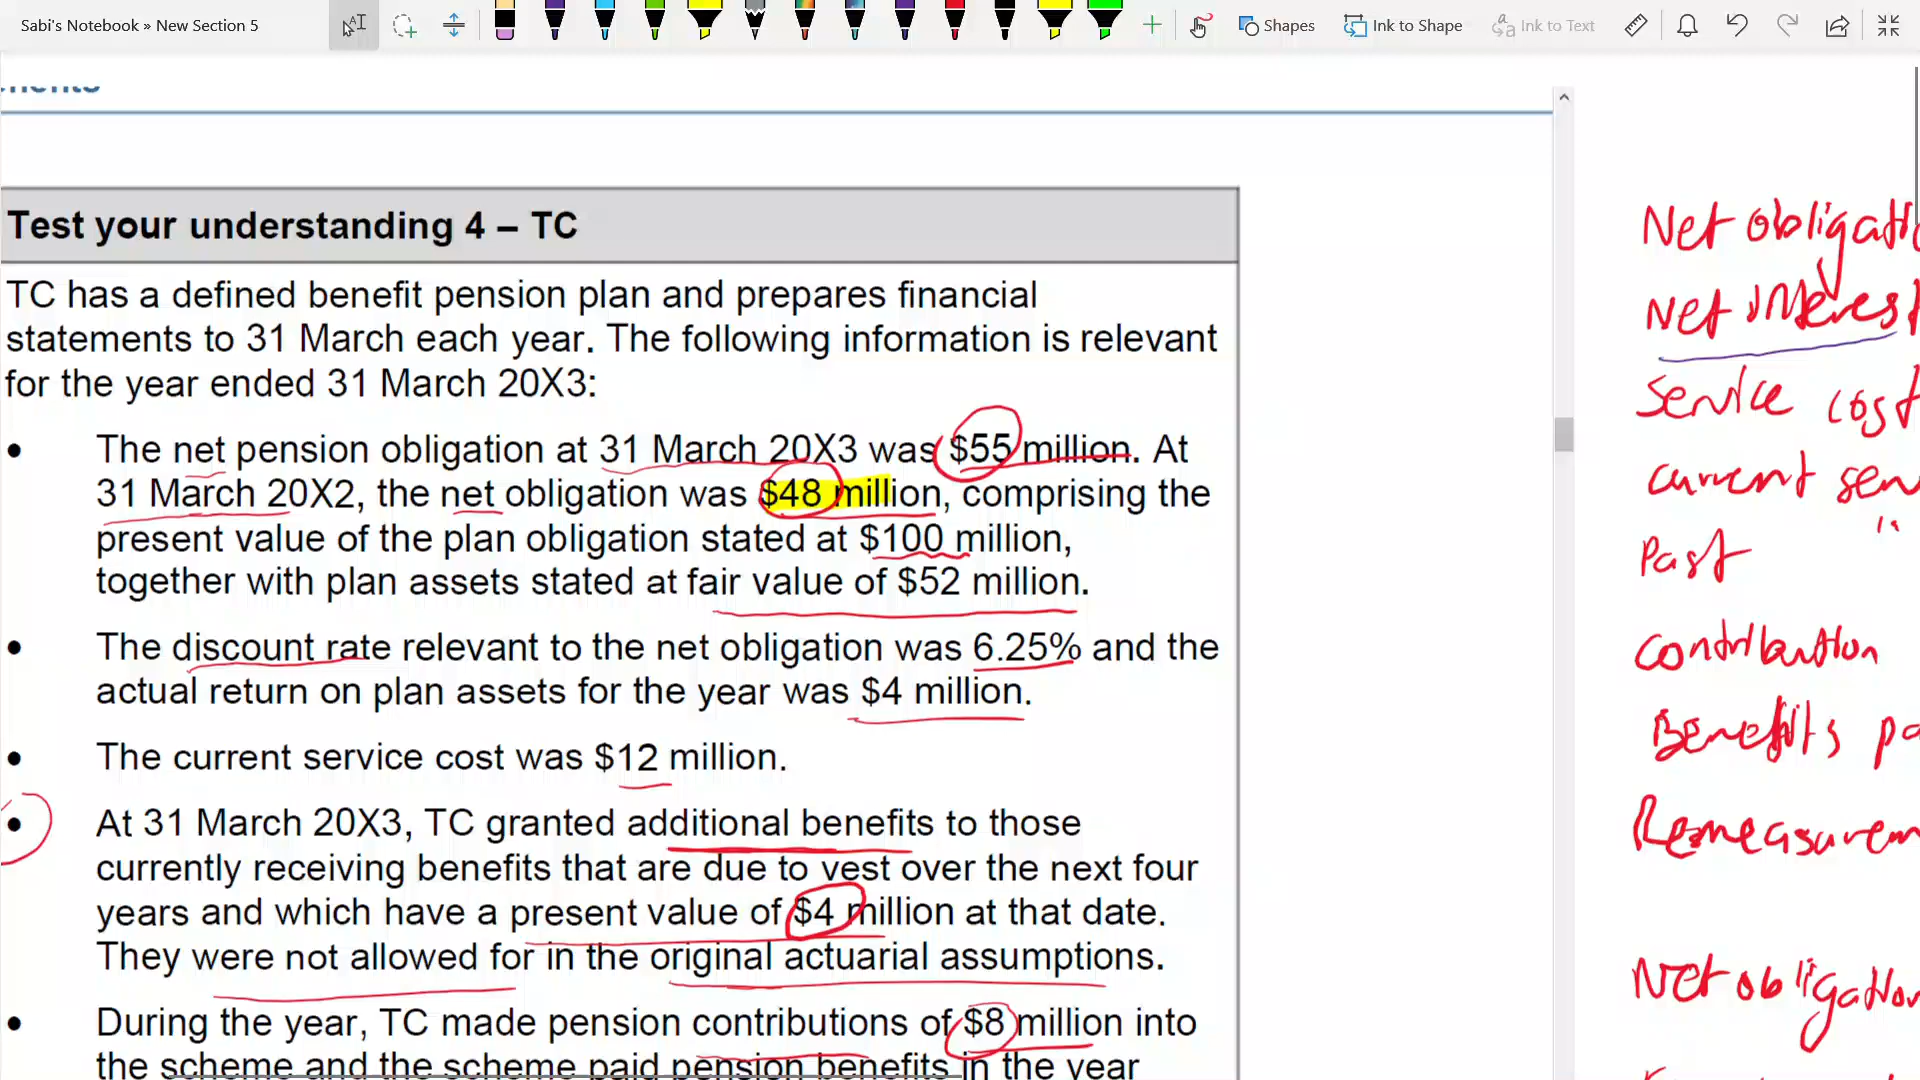 Sabi's Notebook » New Section 5
Shapes
Ink to Shape
Ink to Text
Test your understanding 4 – TC
TC has a defined benefit pension plan and prepares financial
statements to 31 March each year. The following information is relevant
for the year ended 31 March 20X3:
• The net pension obligation at 31 March 20X3 was $55 million. At
31 March 20X2, the net obligation was $48 million, comprising the
present value of the plan obligation stated at $100 million,
together with plan assets stated at fair value of $52 million.
• The discount rate relevant to the net obligation was 6.25% and the
actual return on plan assets for the year was $4 million.
• The current service cost was $12 million.
• At 31 March 20X3, TC granted additional benefits to those
currently receiving benefits that are due to vest over the next four
years and which have a present value of $4 million at that date.
They were not allowed for in the original actuarial assumptions.
• During the year, TC made pension contributions of $8 million into
the scheme and the scheme paid pension benefits in the year
Net obligati
Net interest
Service cost
current ser
Past
Contribution
Benefits pa
Remeasurem
Net obligation